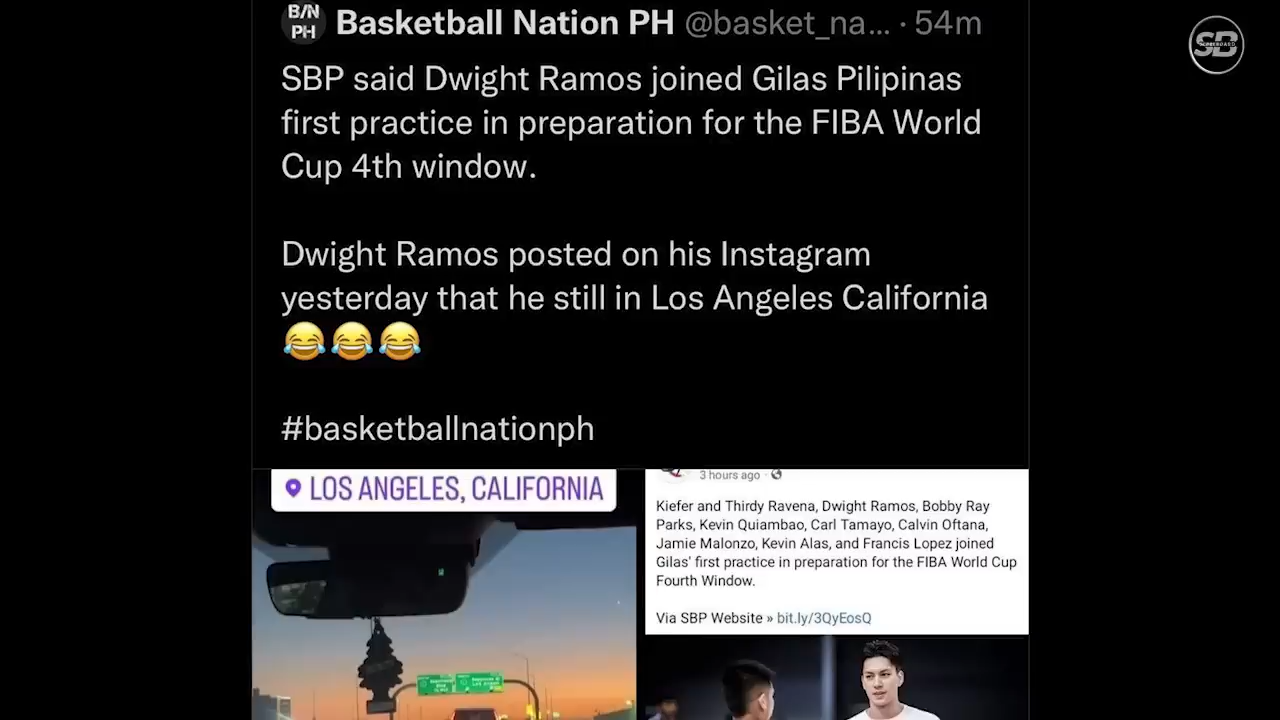 B/N
PH
Basketball Nation PH @basket_na... · 54m
SB
SBP said Dwight Ramos joined Gilas Pilipinas
first practice in preparation for the FIBA World
Cup 4th window.
Dwight Ramos posted on his Instagram
yesterday that he still in Los Angeles California
😂😂😂
#basketballnationph
LOS ANGELES, CALIFORNIA
3 hours ago ·
Kiefer and Thirdy Ravena, Dwight Ramos, Bobby Ray
Parks, Kevin Quiambao, Carl Tamayo, Calvin Oftana,
Jamie Malonzo, Kevin Alas, and Francis Lopez joined
Gilas' first practice in preparation for the FIBA World Cup
Fourth Window.
Via SBP Website » bit.ly/3QyEosQ